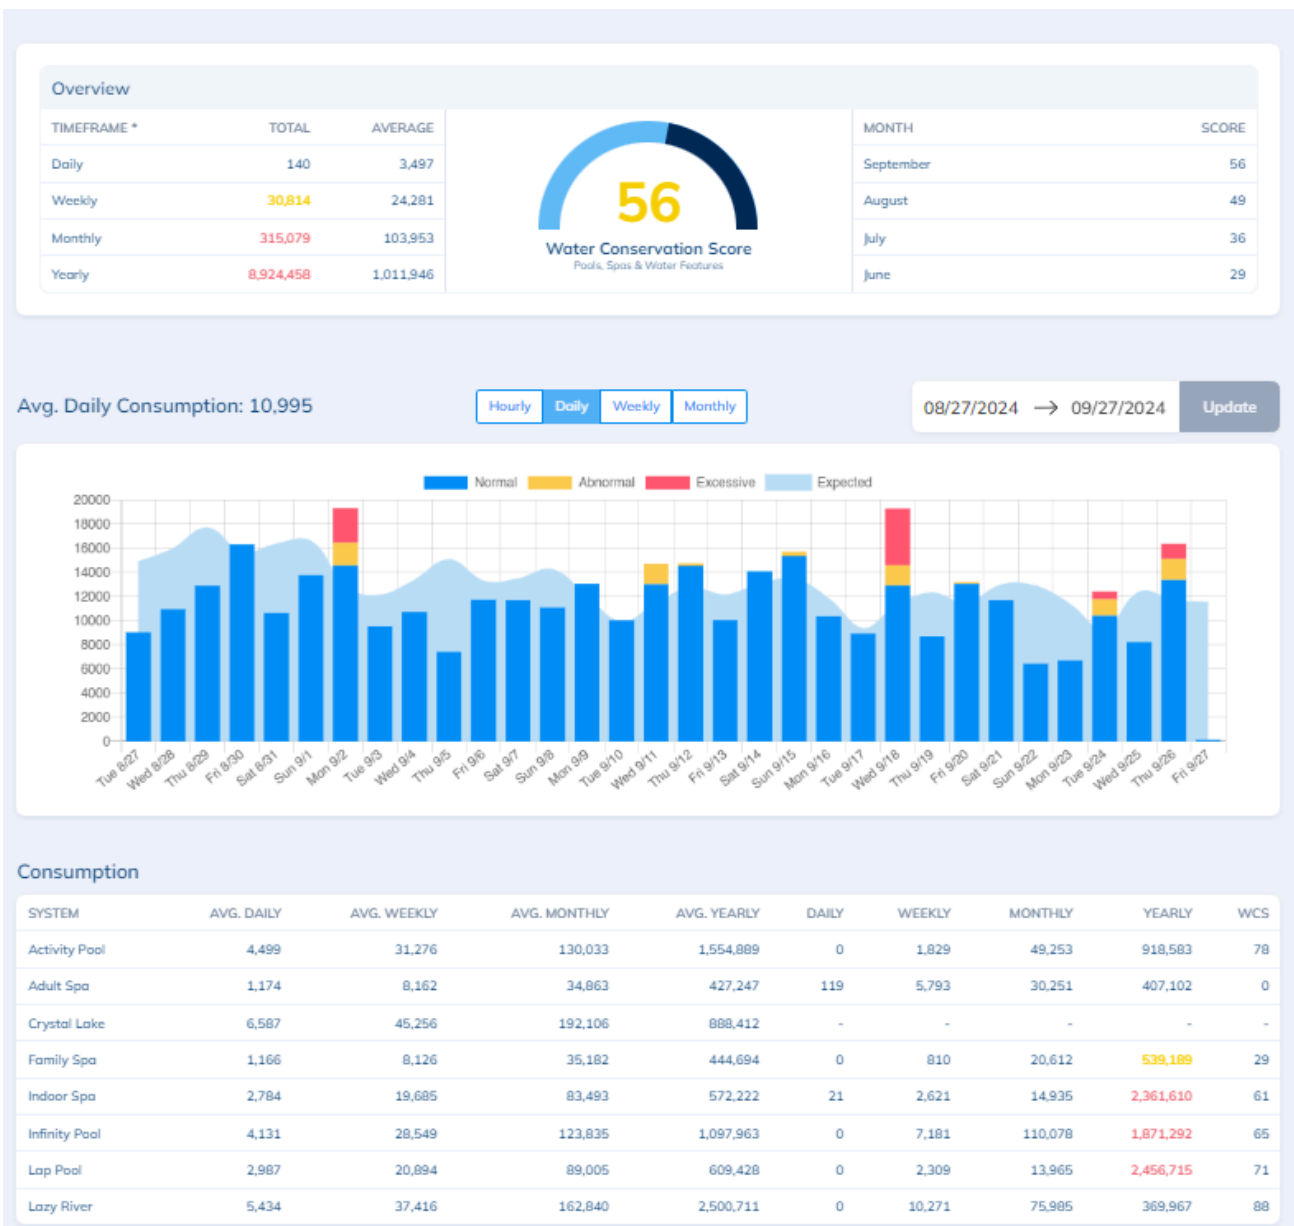 Overview
TIMEFRAME * TOTAL AVERAGE
Daily 140 3,497
Weekly 30,814 24,281
Monthly 315,079 103,953
Yearly 8,924,458 1,011,946
56
Water Conservation Score
Pools, Spas & Water Features
MONTH SCORE
September 56
August 49
July 36
June 29
Avg. Daily Consumption: 10,995
Hourly Daily Weekly Monthly
08/27/2024 → 09/27/2024 Update
Normal Abnormal Excessive Expected
20000
18000
16000
14000
12000
10000
8000
6000
4000
2000
0
Tue 8/27 Wed 8/28 Thu 8/29 Fri 8/30 Sat 8/31 Sun 9/1 Mon 9/2 Tue 9/3 Wed 9/4 Thu 9/5 Fri 9/6 Sat 9/7 Sun 9/8 Mon 9/9 Tue 9/10 Wed 9/11 Thu 9/12 Fri 9/13 Sat 9/14 Sun 9/15 Mon 9/16 Tue 9/17 Wed 9/18 Thu 9/19 Fri 9/20 Sat 9/21 Sun 9/22 Mon 9/23 Tue 9/24 Wed 9/25 Thu 9/26 Fri 9/27
Consumption
SYSTEM AVG. DAILY AVG. WEEKLY AVG. MONTHLY AVG. YEARLY DAILY WEEKLY MONTHLY YEARLY WCS
Activity Pool 4,499 31,276 130,033 1,554,889 0 1,829 49,253 918,583 78
Adult Spa 1,174 8,162 34,863 427,247 119 5,793 30,251 407,102 0
Crystal Lake 6,587 45,256 192,106 888,412 - - - - -
Family Spa 1,166 8,126 35,182 444,694 0 810 20,612 539,189 29
Indoor Spa 2,784 19,685 83,493 572,222 21 2,621 14,935 2,361,610 61
Infinity Pool 4,131 28,549 123,835 1,097,963 0 7,181 110,078 1,871,292 65
Lap Pool 2,987 20,894 89,005 609,428 0 2,309 13,965 2,456,715 71
Lazy River 5,434 37,416 162,840 2,500,711 0 10,271 75,985 369,967 88